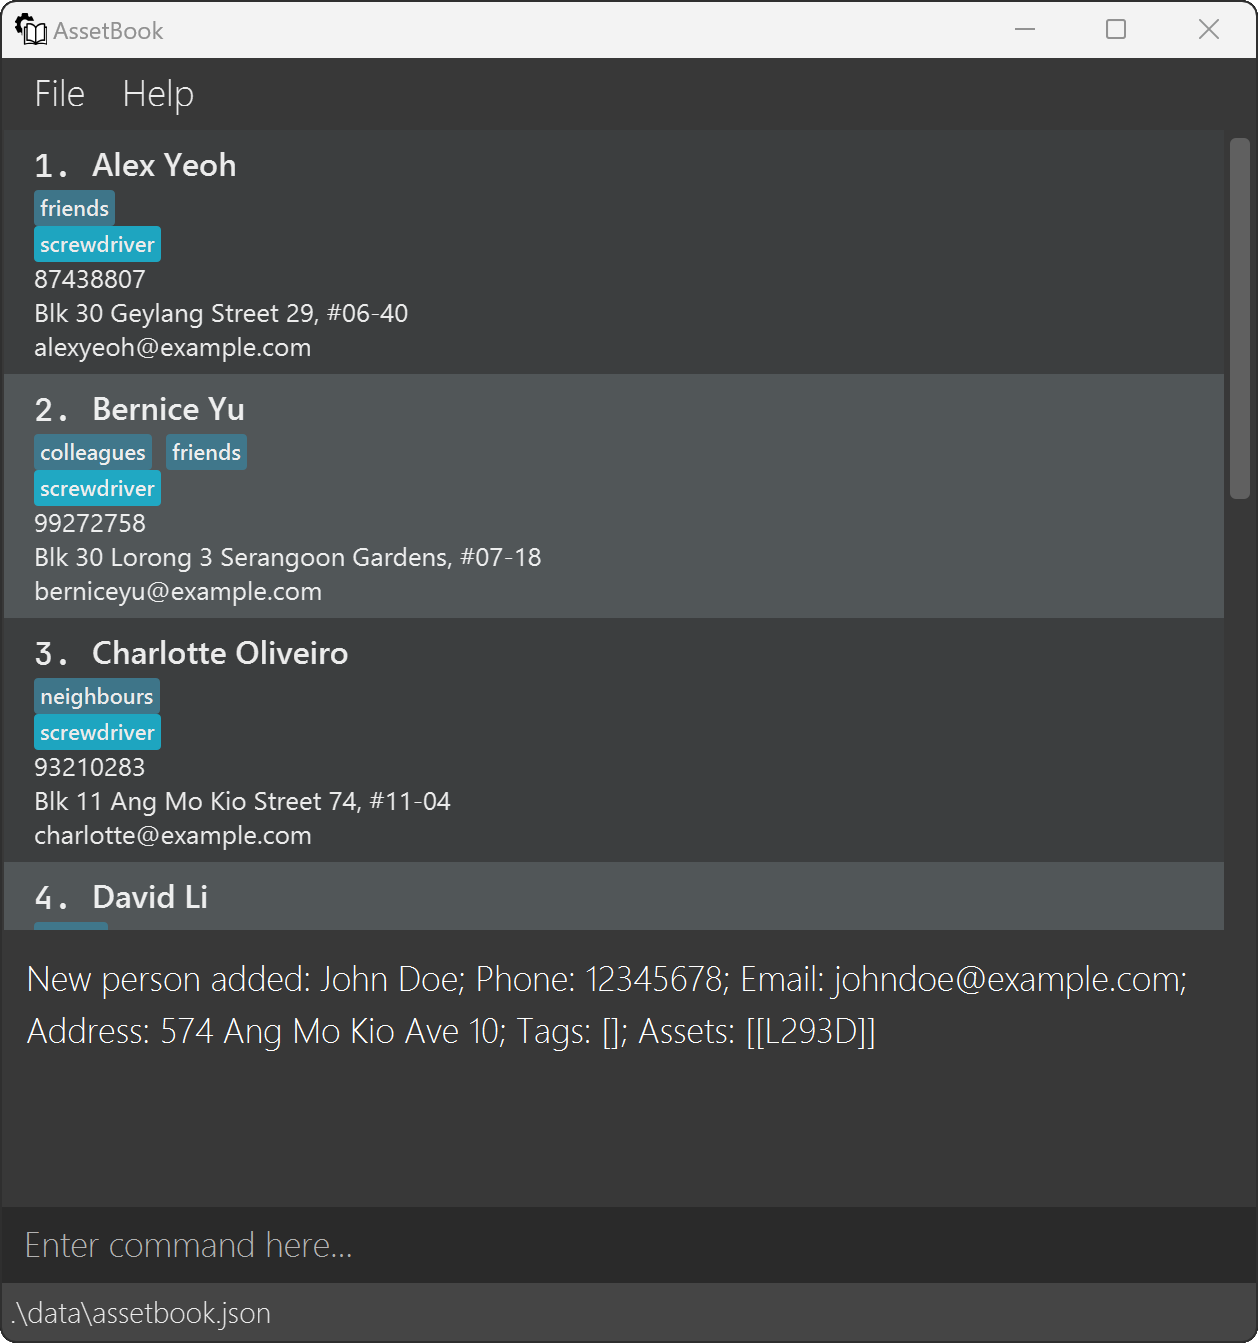 AssetBook
File Help
1. Alex Yeoh
friends
screwdriver
87438807
Blk 30 Geylang Street 29, #06-40
alexyeoh@example.com
2. Bernice Yu
colleagues friends
screwdriver
99272758
Blk 30 Lorong 3 Serangoon Gardens, #07-18
berniceyu@example.com
3. Charlotte Oliveiro
neighbours
screwdriver
93210283
Blk 11 Ang Mo Kio Street 74, #11-04
charlotte@example.com
4. David Li
New person added: John Doe; Phone: 12345678; Email: johndoe@example.com;
Address: 574 Ang Mo Kio Ave 10; Tags: []; Assets: [[L293D]]
Enter command here...
.\data\assetbook.json